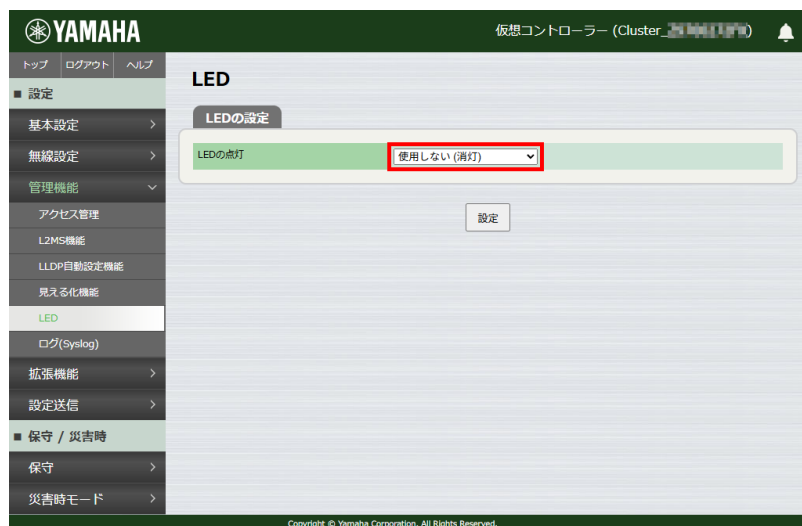 YAMAHA
仮想コントローラー (Cluster_ )
トップ ログアウト ヘルプ
■ 設定
基本設定
無線設定
管理機能
アクセス管理
L2MS機能
LLDP自動設定機能
見える化機能
LED
ログ(Syslog)
拡張機能
設定送信
■ 保守 / 災害時
保守
災害時モード
LED
LEDの設定
LEDの点灯 使用しない (消灯)
設定
Copyright © Yamaha Corporation. All Rights Reserved.